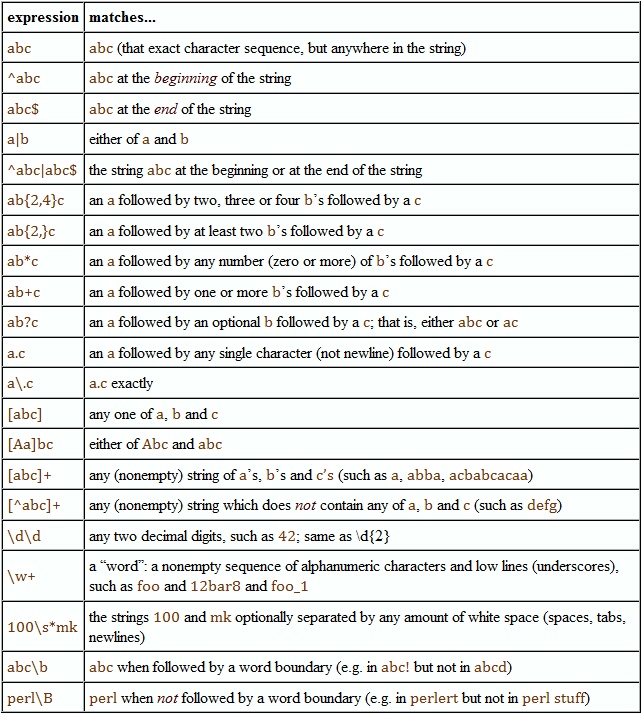 expression matches...
abc abc (that exact character sequence, but anywhere in the string)
^abc abc at the beginning of the string
abc$ abc at the end of the string
a|b either of a and b
^abc|abc$ the string abc at the beginning or at the end of the string
ab{2,4}c an a followed by two, three or four b's followed by a c
ab{2,}c an a followed by at least two b's followed by a c
ab*c an a followed by any number (zero or more) of b's followed by a c
ab+c an a followed by one or more b's followed by a c
ab?c an a followed by an optional b followed by a c; that is, either abc or ac
a.c an a followed by any single character (not newline) followed by a c
a\.c a.c exactly
[abc] any one of a, b and c
[Aa]bc either of Abc and abc
[abc]+ any (nonempty) string of a's, b's and c's (such as a, abba, acbabcacaa)
[^abc]+ any (nonempty) string which does not contain any of a, b and c (such as defg)
\d\d any two decimal digits, such as 42; same as \d{2}
\w+ a “word”: a nonempty sequence of alphanumeric characters and low lines (underscores),
such as foo and 12bar8 and foo_1
100\s*mk the strings 100 and mk optionally separated by any amount of white space (spaces, tabs,
newlines)
abc\b abc when followed by a word boundary (e.g. in abc! but not in abcd)
perl\B perl when not followed by a word boundary (e.g. in perlert but not in perl stuff)